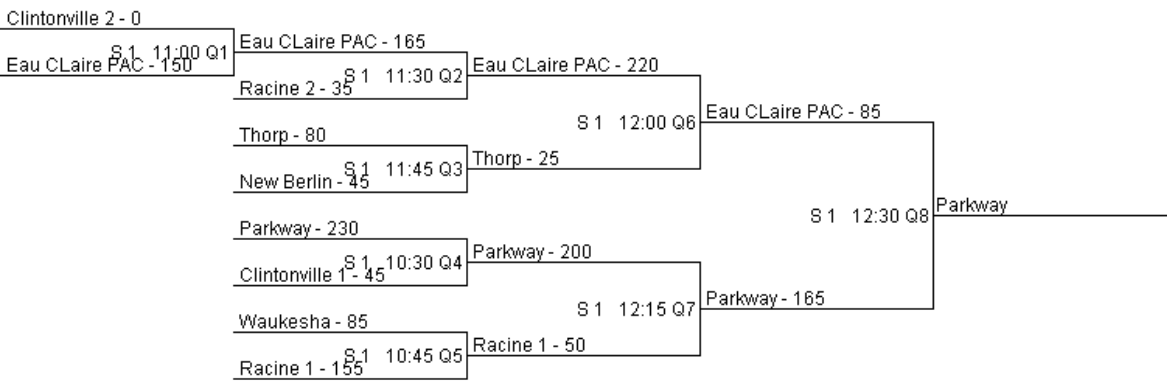 Clintonville 2 - 0
S 1 11:00 Q1
Eau CLaire PAC - 150
Eau CLaire PAC - 165
S 1 11:30 Q2
Racine 2 - 35
Eau CLaire PAC - 220
S 1 12:00 Q6
Eau CLaire PAC - 85
Thorp - 80
S 1 11:45 Q3
New Berlin - 45
Thorp - 25
S 1 12:30 Q8
Parkway
Parkway - 230
S 1 10:30 Q4
Clintonville 1 - 45
Parkway - 200
S 1 12:15 Q7
Parkway - 165
Waukesha - 85
S 1 10:45 Q5
Racine 1 - 155
Racine 1 - 50